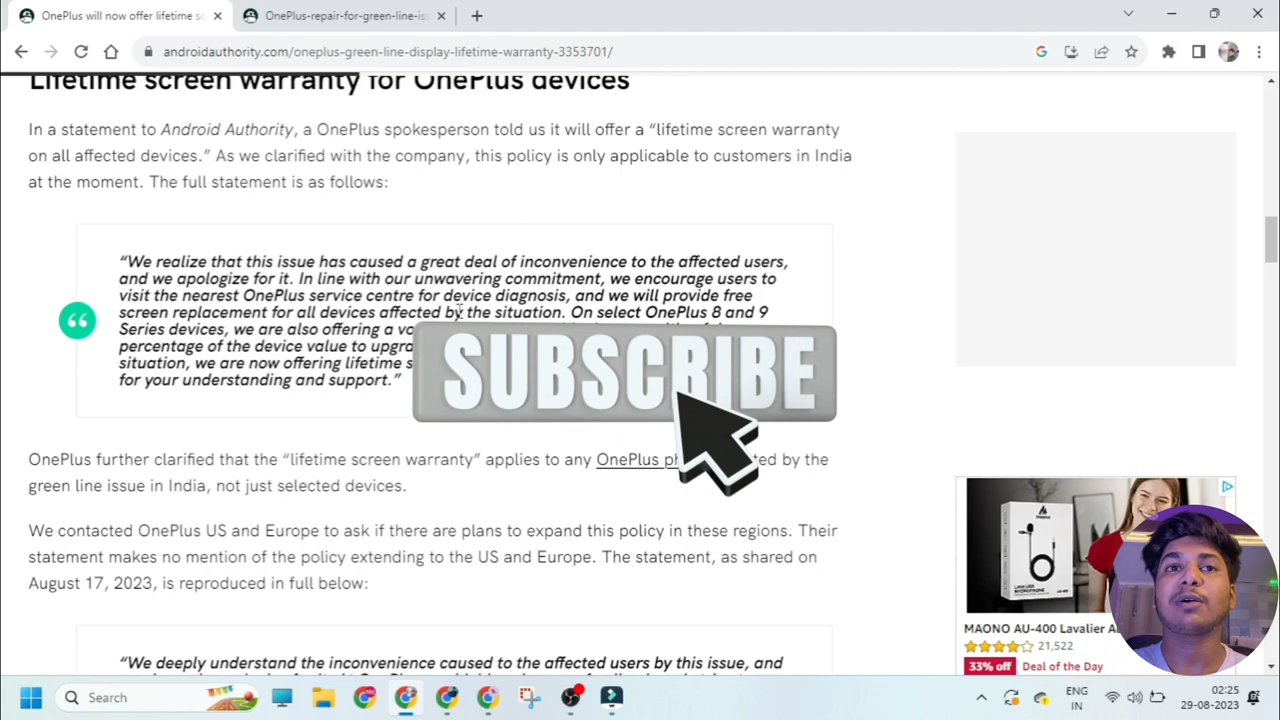 OnePlus will now offer lifetime sc
OnePlus-repair-for-green-line-iss
androidauthority.com/oneplus-green-line-display-lifetime-warranty-3353701/
Lifetime screen warranty for OnePlus devices
In a statement to Android Authority, a OnePlus spokesperson told us it will offer a “lifetime screen warranty
on all affected devices.” As we clarified with the company, this policy is only applicable to customers in India
at the moment. The full statement is as follows:
“We realize that this issue has caused a great deal of inconvenience to the affected users,
and we apologize for it. In line with our unwavering commitment, we encourage users to
visit the nearest OnePlus service centre for device diagnosis, and we will provide free
screen replacement for all devices affected by the situation. On select OnePlus 8 and 9
Series devices, we are also offering a vo
percentage of the device value to upgra
situation, we are now offering lifetime s
for your understanding and support.”
SUBSCRIBE
OnePlus further clarified that the “lifetime screen warranty” applies to any OnePlus ph ted by the
green line issue in India, not just selected devices.
We contacted OnePlus US and Europe to ask if there are plans to expand this policy in these regions. Their
statement makes no mention of the policy extending to the US and Europe. The statement, as shared on
August 17, 2023, is reproduced in full below:
“We deeply understand the inconvenience caused to the affected users by this issue, and
MAONO AU-400 Lavalier Au
21,522
33% off Deal of the Day
Search
ENG
IN
02:25
29-08-2023